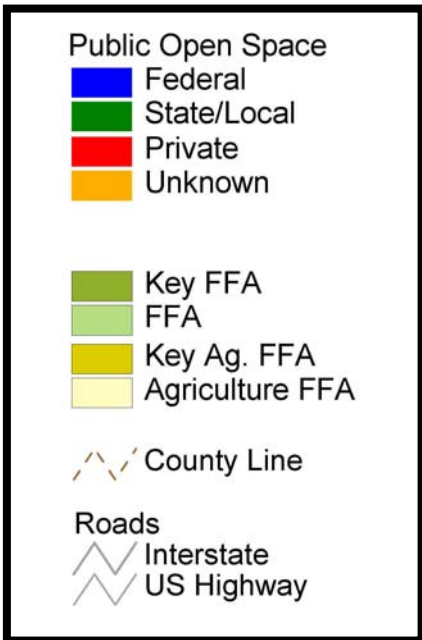 Public Open Space
Federal
State/Local
Private
Unknown
Key FFA
FFA
Key Ag. FFA
Agriculture FFA
County Line
Roads
Interstate
US Highway